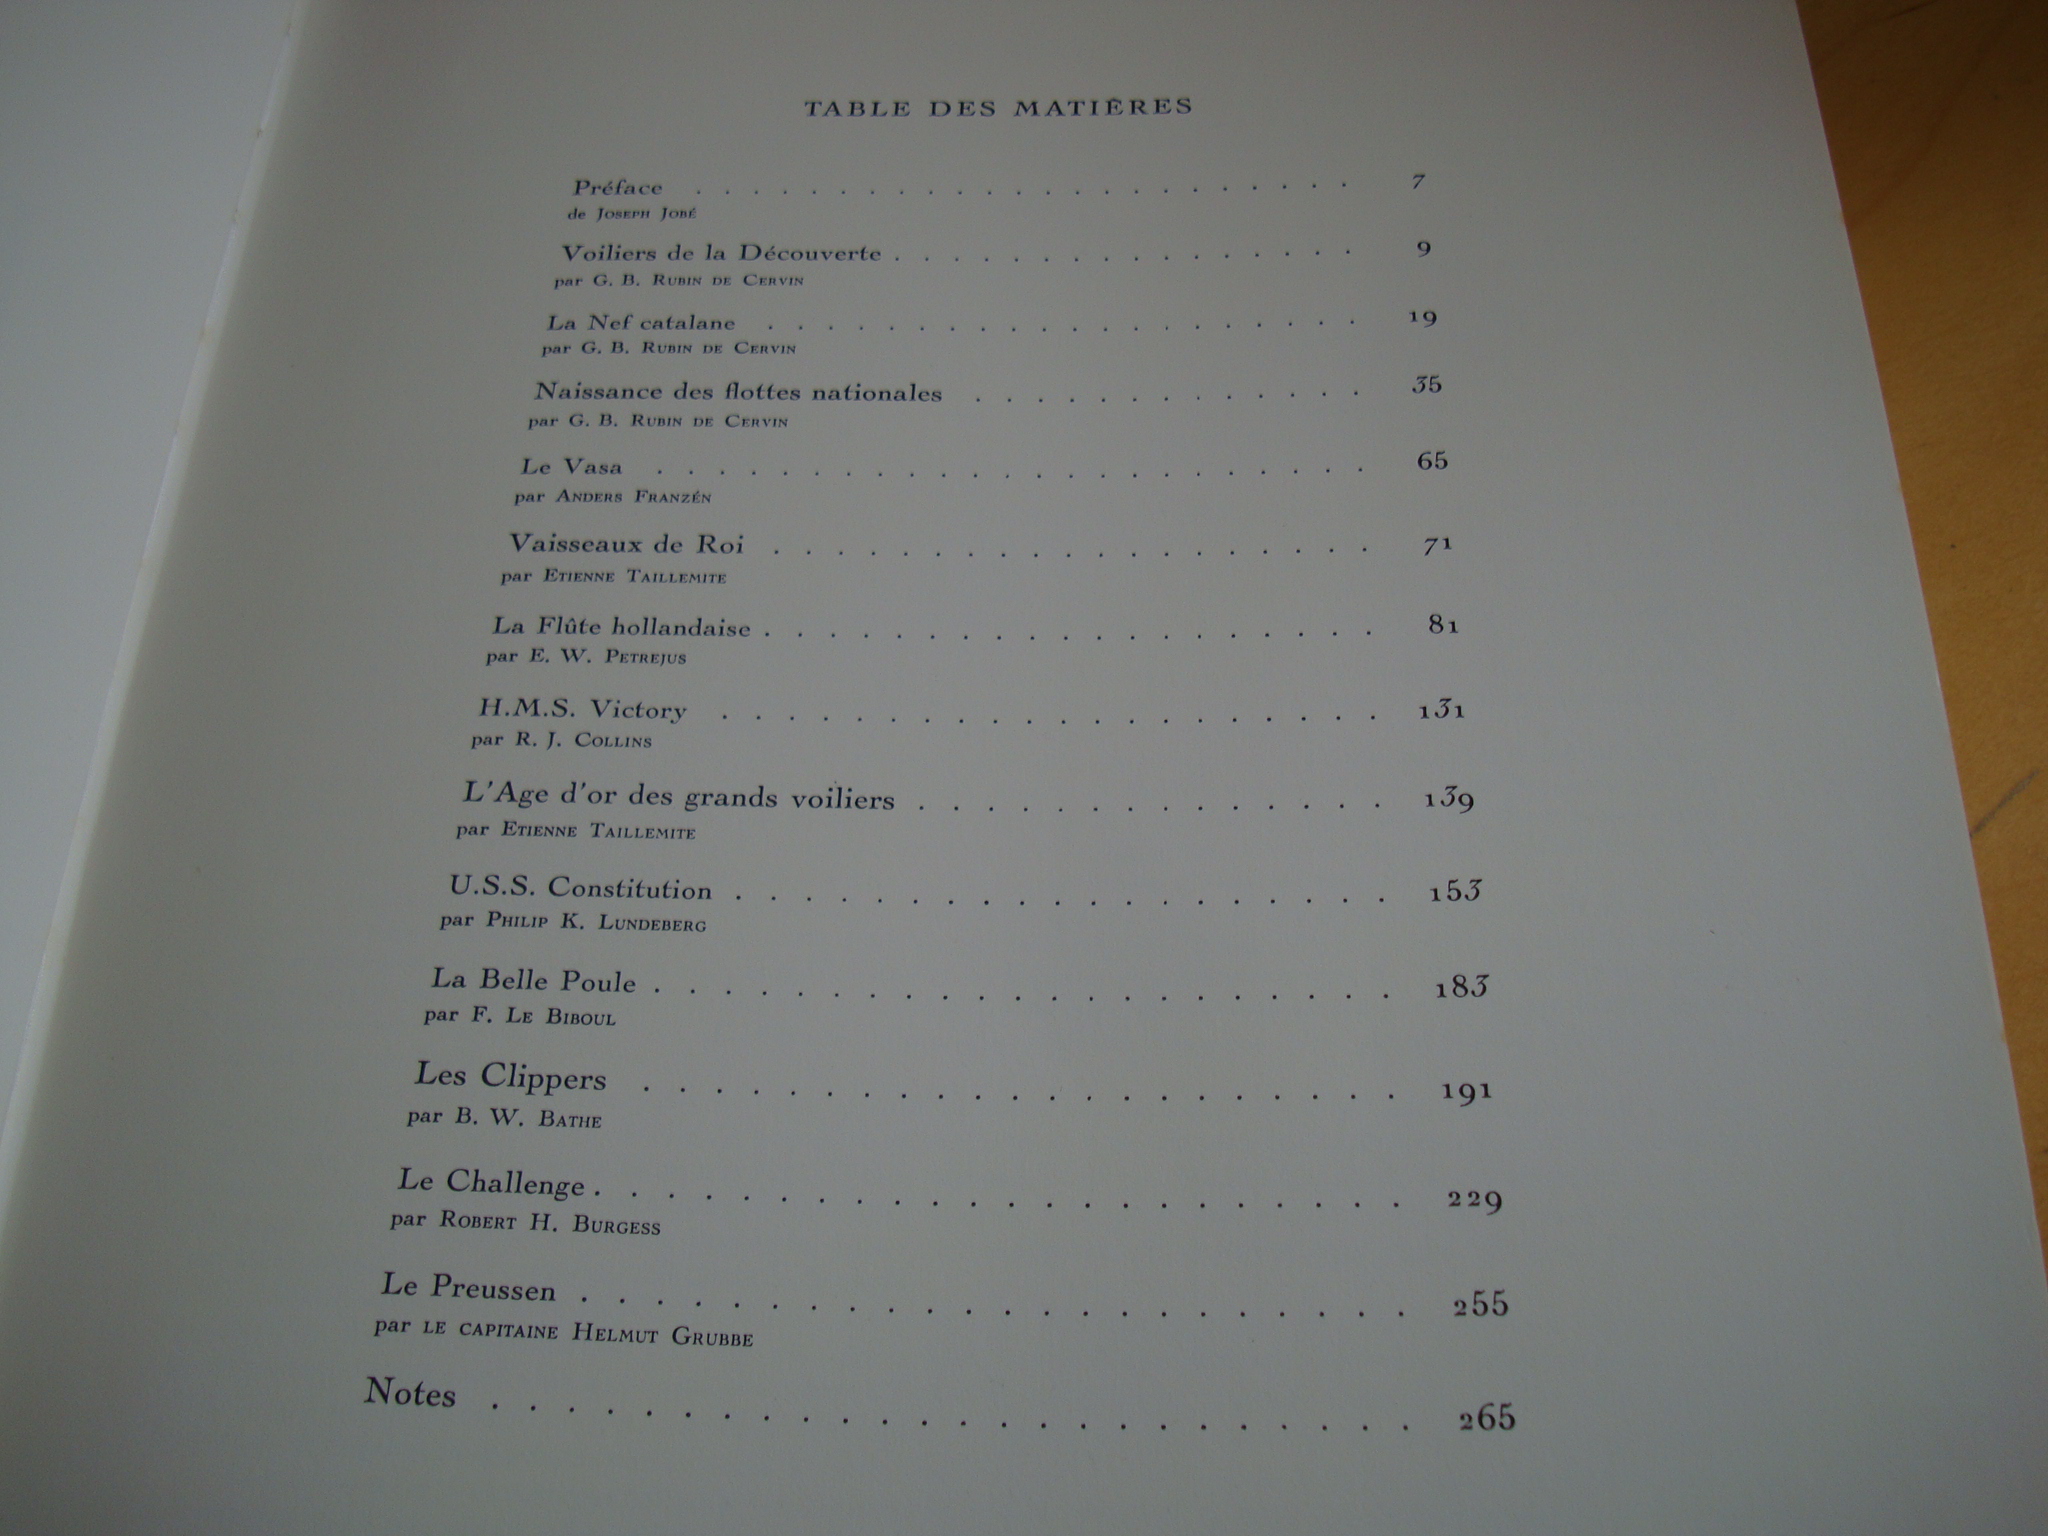 TABLE DES MATIÈRES
Préface . . . . . . . . . . . . . . . . . . . . . . . 7
de Joseph Jobé
Voiliers de la Découverte . . . . . . . . . . . . . . . . 9
par G. B. Rubin de Cervin
La Nef catalane . . . . . . . . . . . . . . . . . . . . 19
par G. B. Rubin de Cervin
Naissance des flottes nationales . . . . . . . . . . . . . 35
par G. B. Rubin de Cervin
Le Vasa . . . . . . . . . . . . . . . . . . . . . . . 65
par Anders Franzén
Vaisseaux de Roi . . . . . . . . . . . . . . . . . . . 71
par Etienne Taillemite
La Flûte hollandaise . . . . . . . . . . . . . . . . . . . 81
par E. W. Petrejus
H.M.S. Victory . . . . . . . . . . . . . . . . . . . . 131
par R. J. Collins
L'Age d'or des grands voiliers . . . . . . . . . . . . . . 139
par Etienne Taillemite
U.S.S. Constitution . . . . . . . . . . . . . . . . . . . 153
par Philip K. Lundeberg
La Belle Poule . . . . . . . . . . . . . . . . . . . . . 183
par F. Le Biboul
Les Clippers . . . . . . . . . . . . . . . . . . . . . 191
par B. W. Bathe
Le Challenge . . . . . . . . . . . . . . . . . . . . . . 229
par Robert H. Burgess
Le Preussen . . . . . . . . . . . . . . . . . . . . . . 255
par le capitaine Helmut Grubbe
Notes . . . . . . . . . . . . . . . . . . . . . . . . 265